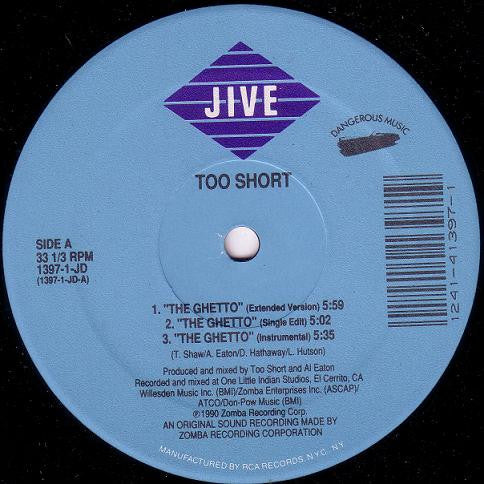 JIVE
DANGEROUS MUSIC
TOO SHORT
SIDE A
33 1/3 RPM
1397-1-JD
(1397-1-JD-A)
1241-41397-1
1. "THE GHETTO" (Extended Version) 5:59
2. "THE GHETTO" (Single Edit) 5:02
3. "THE GHETTO" (Instrumental) 5:35
(T. Shaw/A. Eaton/D. Hathaway/L. Hutson)
Produced and mixed by Too Short and Al Eaton
Recorded and mixed at One Little Indian Studios, El Cerrito, CA
Willesden Music Inc. (BMI)/Zomba Enterprises Inc. (ASCAP)/
ATCO/Don-Pow Music (BMI)
℗1990 Zomba Recording Corp.
AN ORIGINAL SOUND RECORDING MADE BY
ZOMBA RECORDING CORPORATION
MANUFACTURED BY RCA RECORDS, N.Y.C., N.Y.